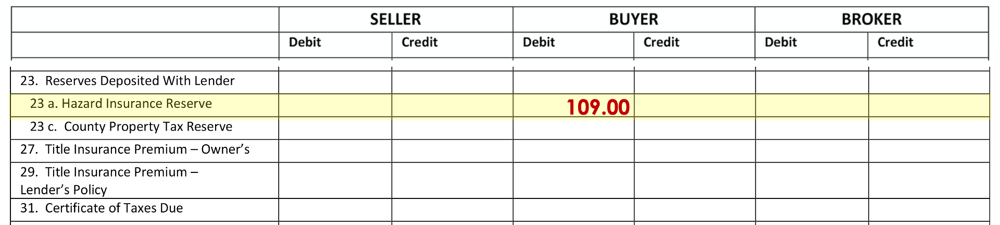 SELLER BUYER BROKER
Debit Credit Debit Credit Debit Credit
23. Reserves Deposited With Lender
23 a. Hazard Insurance Reserve 109.00
23 c. County Property Tax Reserve
27. Title Insurance Premium – Owner’s
29. Title Insurance Premium –
Lender’s Policy
31. Certificate of Taxes Due